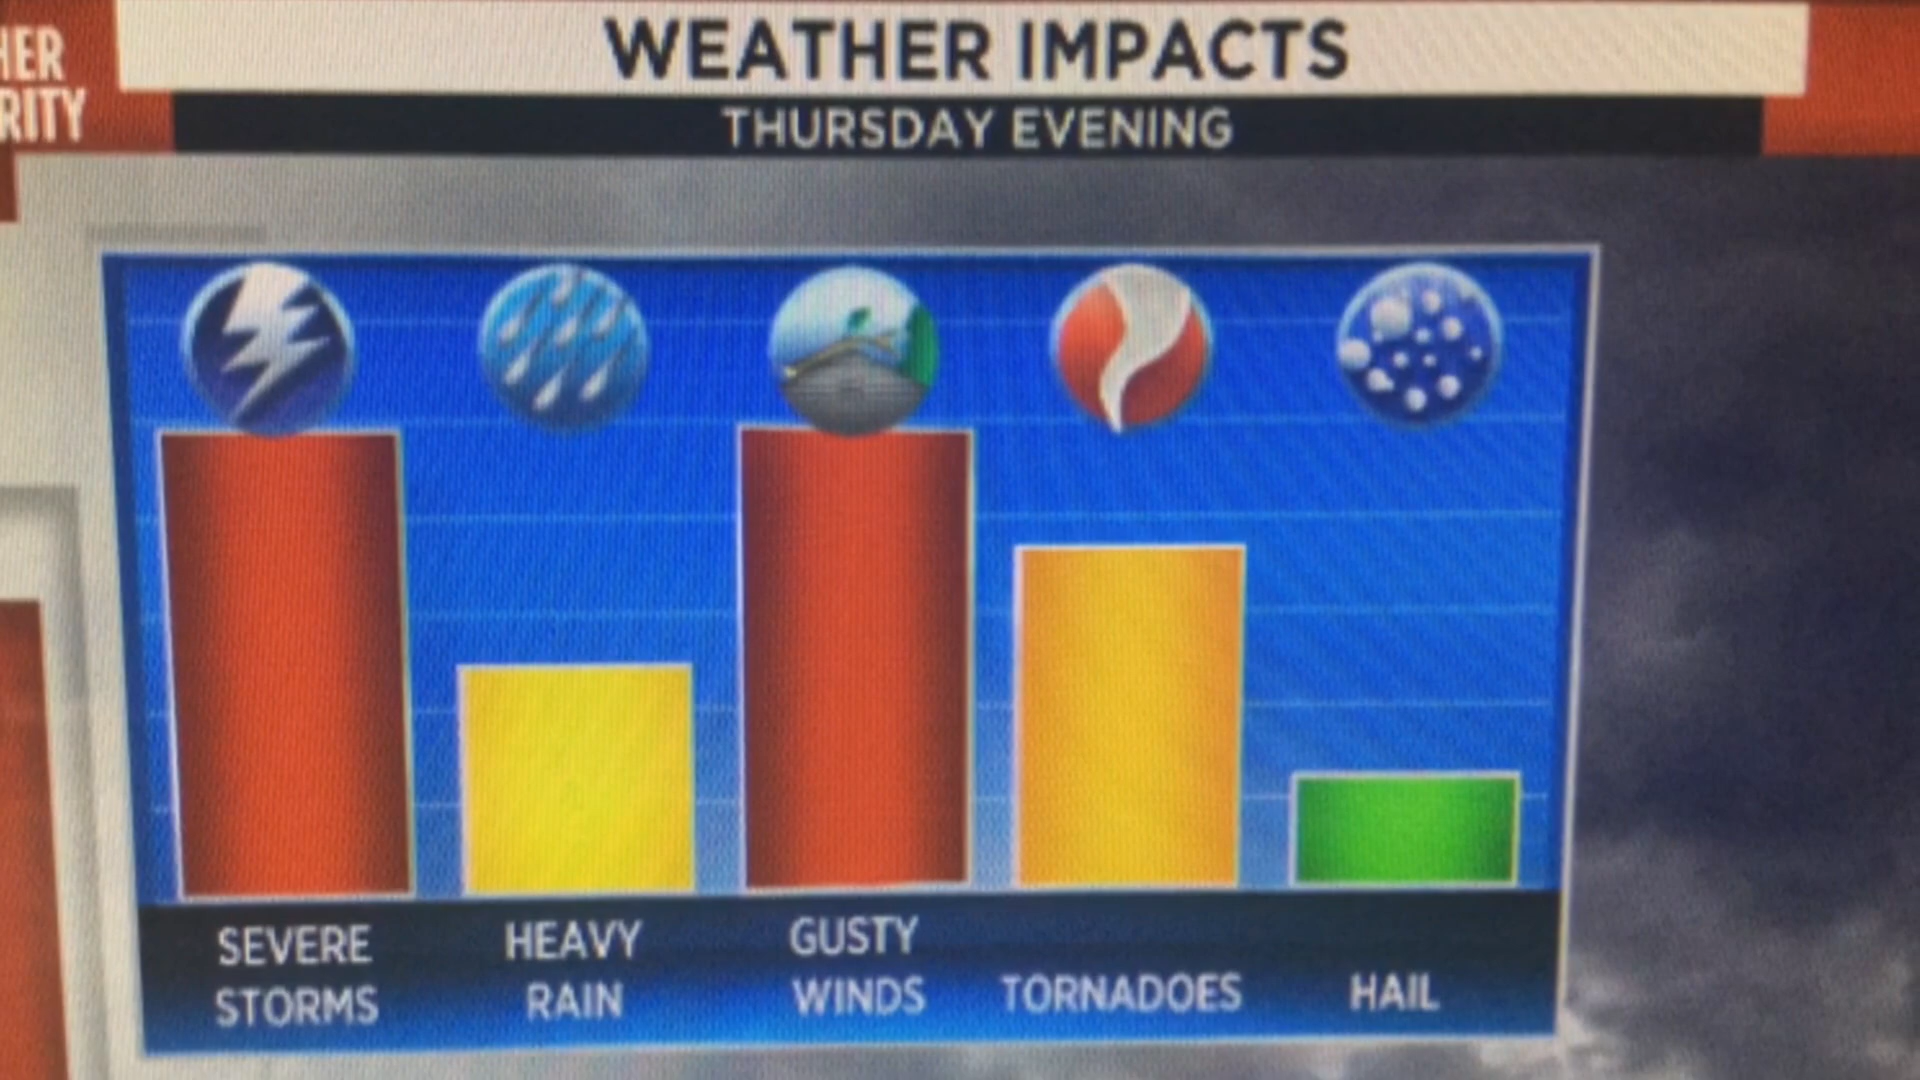 WEATHER IMPACTS
THURSDAY EVENING
SEVERE
STORMS
HEAVY
RAIN
GUSTY
WINDS
TORNADOES
HAIL